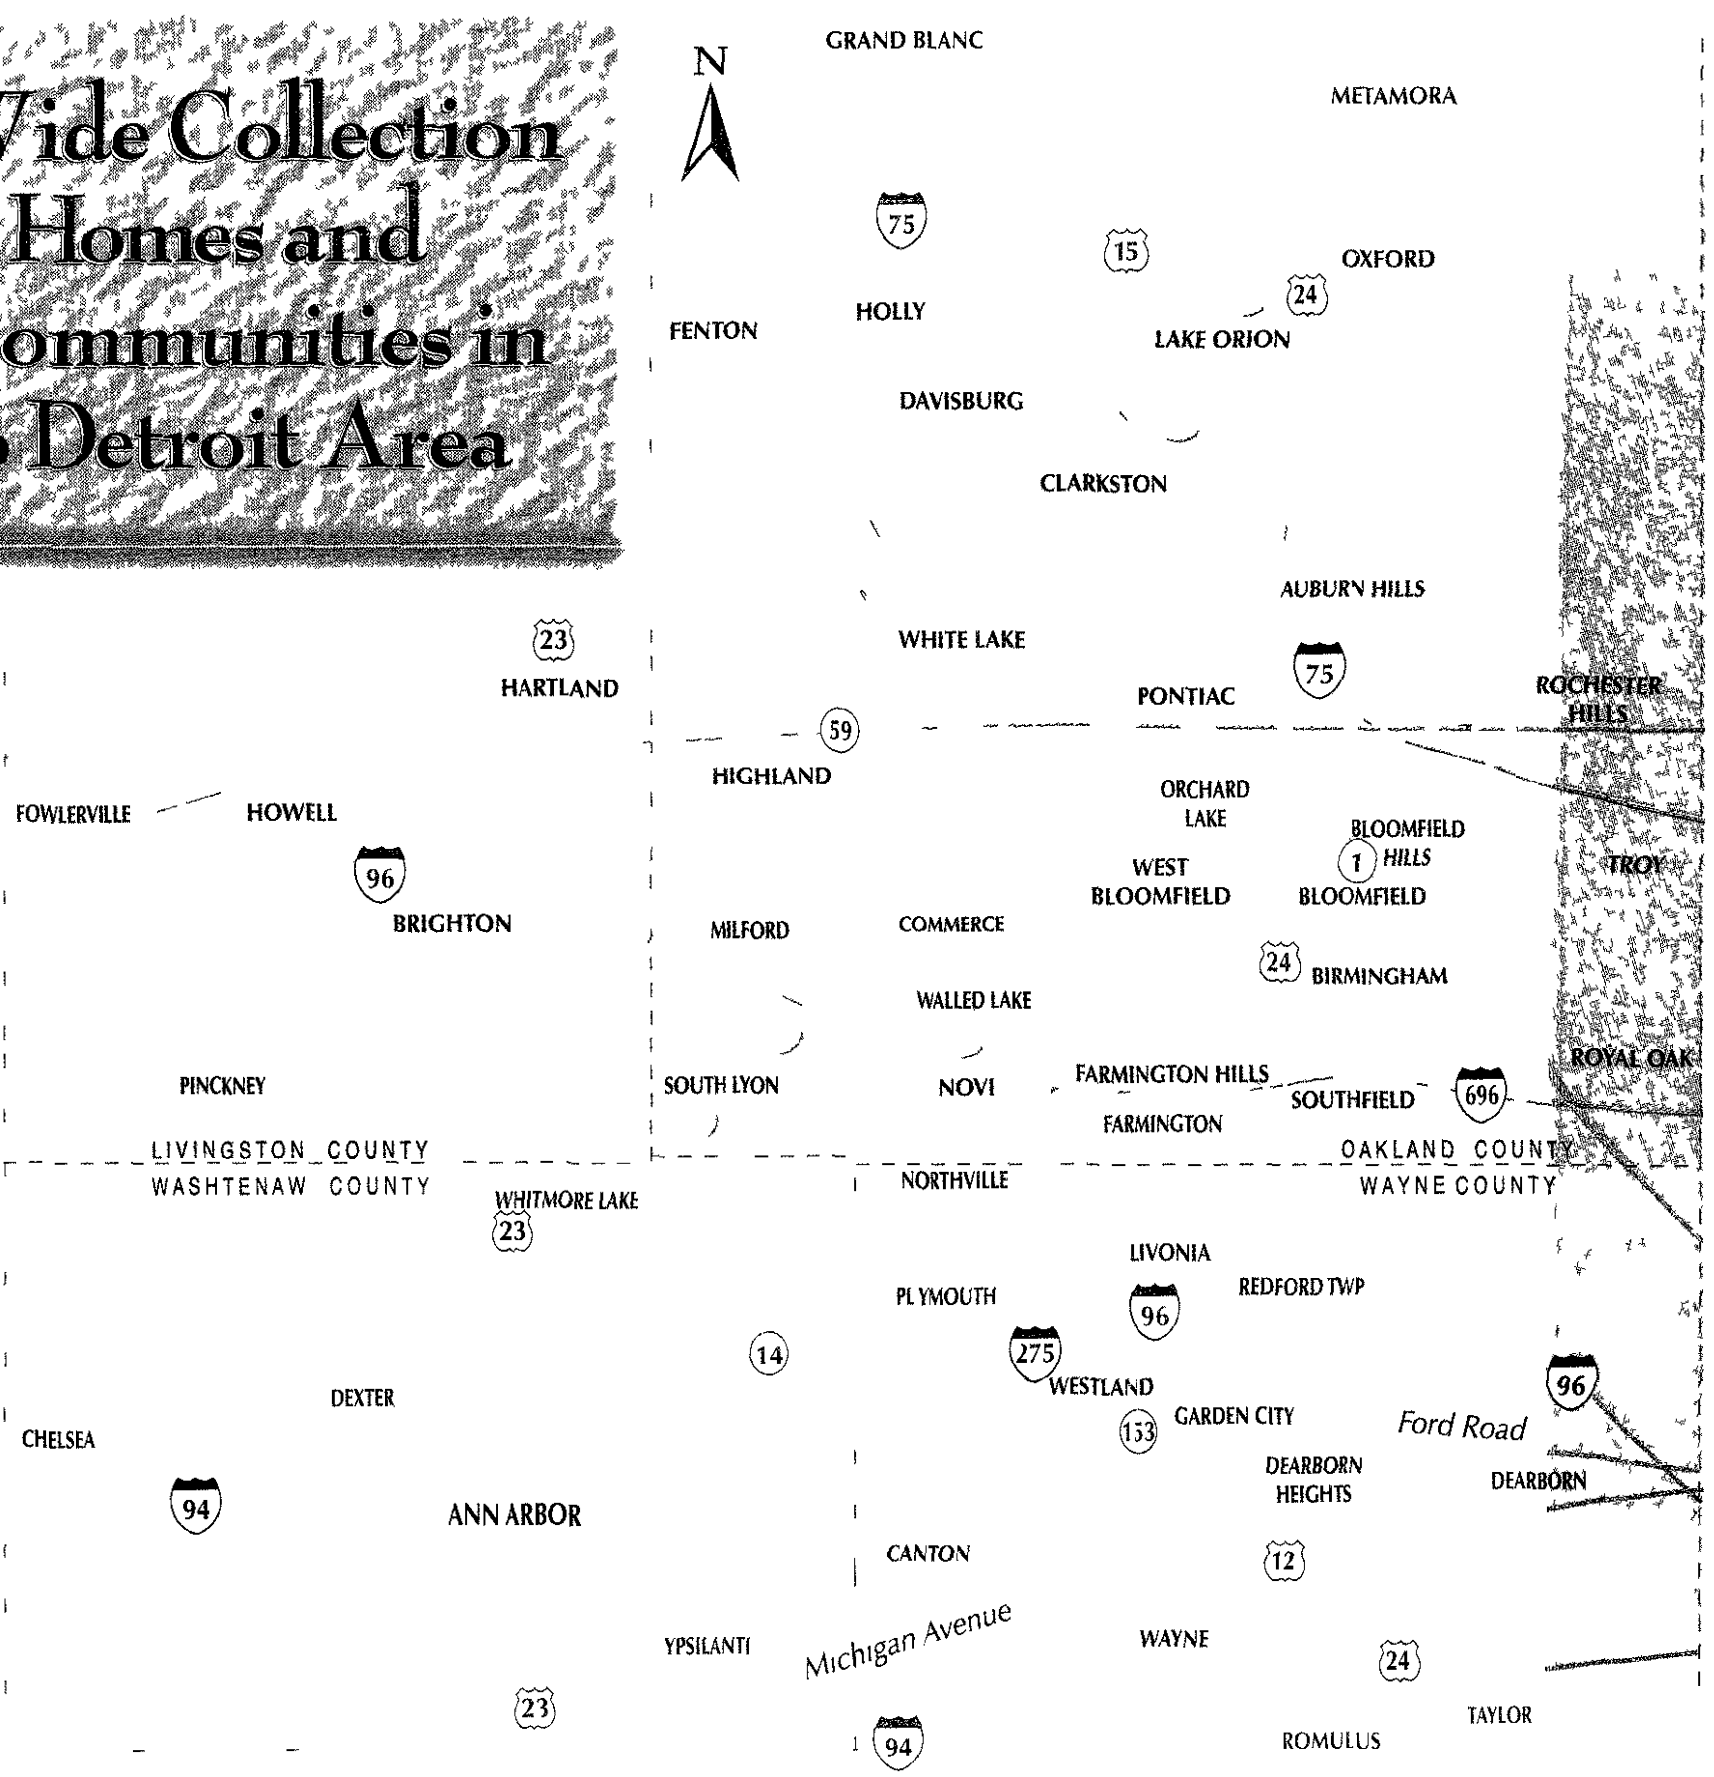 ide Collection
Homes and
ommunities in
Detroit Area
N
GRAND BLANC
METAMORA
75
15
OXFORD
24
HOLLY
FENTON
LAKE ORION
DAVISBURG
CLARKSTON
AUBURN HILLS
23
WHITE LAKE
HARTLAND
75
PONTIAC
ROCHESTER
HILLS
59
HIGHLAND
ORCHARD
LAKE
FOWLERVILLE
HOWELL
BLOOMFIELD
HILLS
1
96
WEST
BLOOMFIELD
BLOOMFIELD
TROY
BRIGHTON
MILFORD
COMMERCE
24
BIRMINGHAM
WALLED LAKE
ROYAL OAK
PINCKNEY
SOUTH LYON
NOVI
FARMINGTON HILLS
SOUTHFIELD
696
FARMINGTON
LIVINGSTON COUNTY
OAKLAND COUNTY
WASHTENAW COUNTY
WAYNE COUNTY
NORTHVILLE
WHITMORE LAKE
23
LIVONIA
PLYMOUTH
REDFORD TWP
96
14
275
WESTLAND
96
DEXTER
GARDEN CITY
Ford Road
153
CHELSEA
DEARBORN
HEIGHTS
DEARBORN
94
ANN ARBOR
CANTON
12
Michigan Avenue
YPSILANTI
WAYNE
24
23
TAYLOR
94
ROMULUS